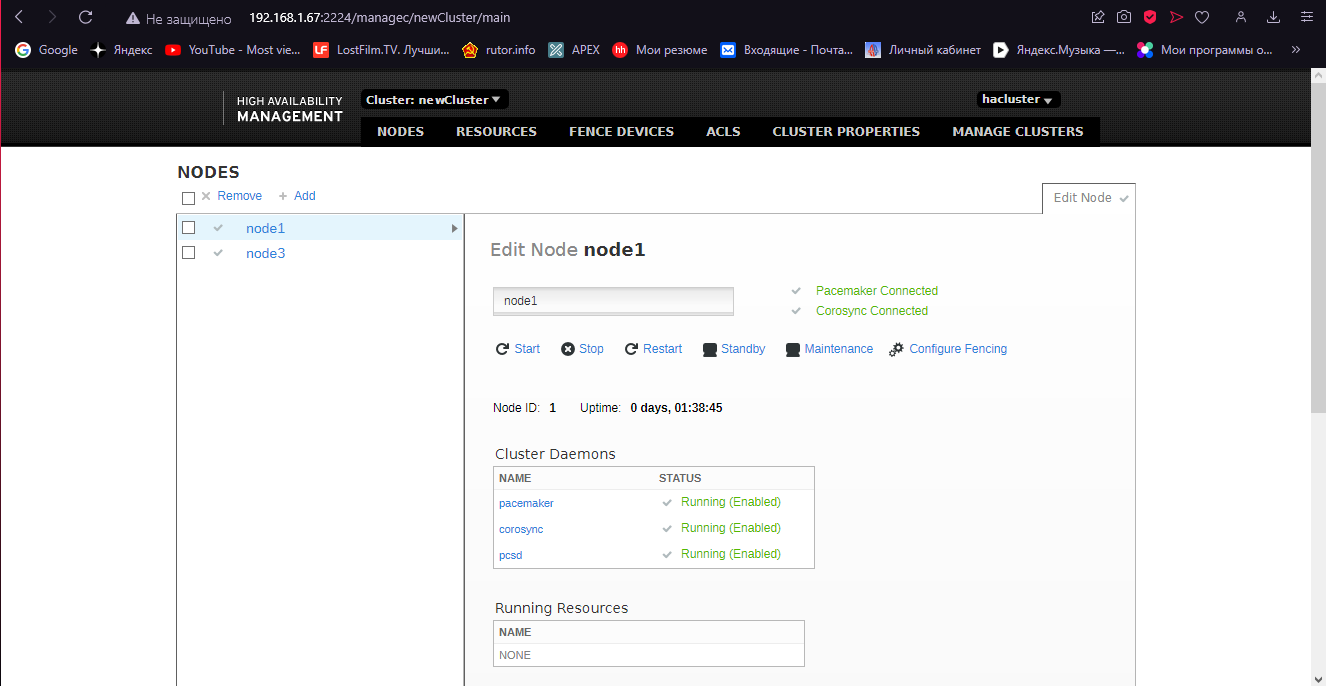 Не защищено 192.168.1.67:2224/managec/newCluster/main
Google Яндекс YouTube - Most vie... LF LostFilm.TV. Лучши... rutor.info APEX hh Мои резюме Входящие - Почта... Личный кабинет Яндекс.Музыка —... Мои программы о... »
HIGH AVAILABILITY
MANAGEMENT
Cluster: newCluster
hacluster
NODES RESOURCES FENCE DEVICES ACLS CLUSTER PROPERTIES MANAGE CLUSTERS
NODES
Remove Add
Edit Node
node1
node3
Edit Node node1
node1
Pacemaker Connected
Corosync Connected
Start Stop Restart Standby Maintenance Configure Fencing
Node ID: 1 Uptime: 0 days, 01:38:45
Cluster Daemons
NAME STATUS
pacemaker Running (Enabled)
corosync Running (Enabled)
pcsd Running (Enabled)
Running Resources
NAME
NONE